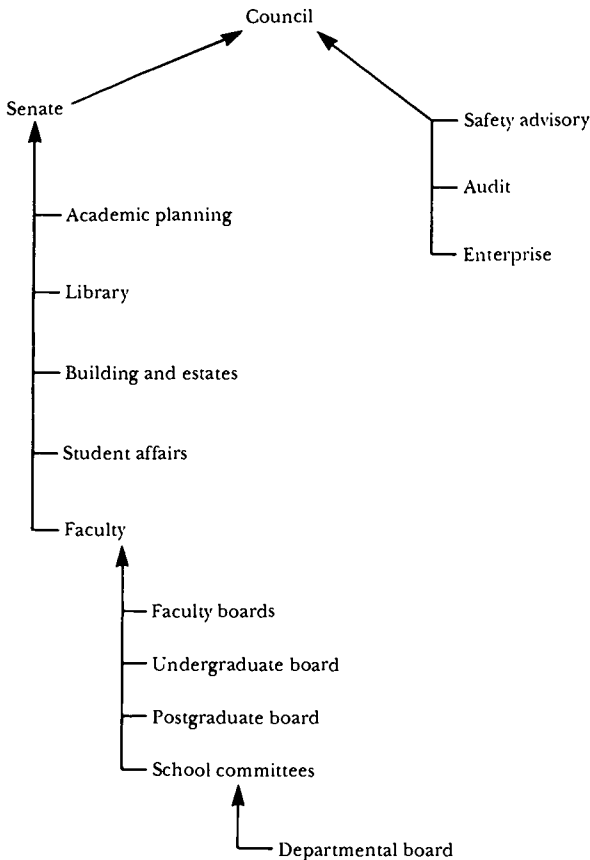 Council
Senate
Safety advisory
Audit
Academic planning
Enterprise
Library
Building and estates
Student affairs
Faculty
Faculty boards
Undergraduate board
Postgraduate board
School committees
Departmental board